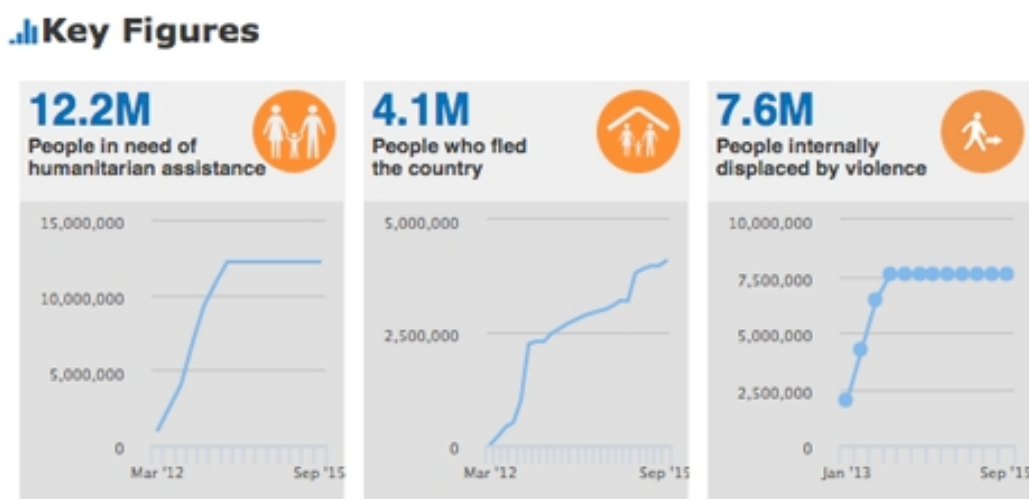 Key Figures
12.2M
People in need of
humanitarian assistance
15,000,000
10,000,000
5,000,000
0
Mar '12
Sep '15
4.1M
People who fled
the country
5,000,000
2,500,000
0
Mar '12
Sep '15
7.6M
People internally
displaced by violence
10,000,000
7,500,000
5,000,000
2,500,000
0
Jan '13
Sep '15